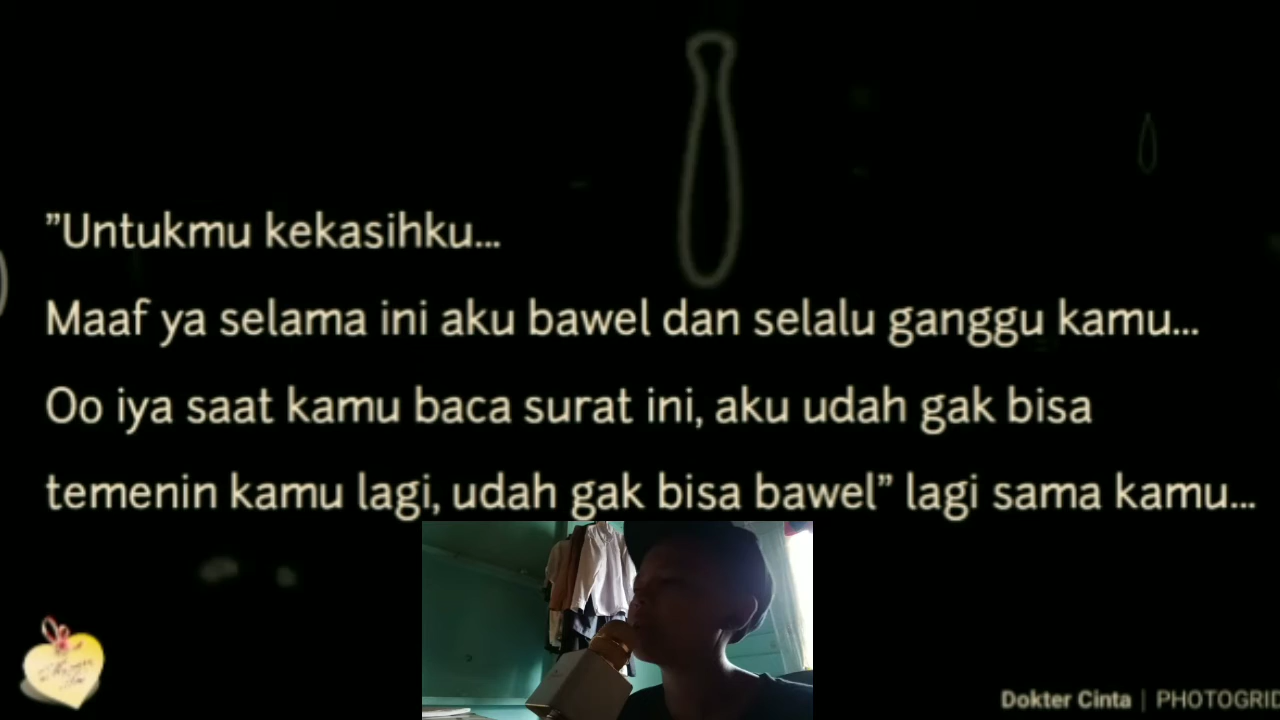 ”Untukmu kekasihku...
Maaf ya selama ini aku bawel dan selalu ganggu kamu...
Oo iya saat kamu baca surat ini, aku udah gak bisa
temenin kamu lagi, udah gak bisa bawel” lagi sama kamu...
Dokter Cinta | PHOTOGRID